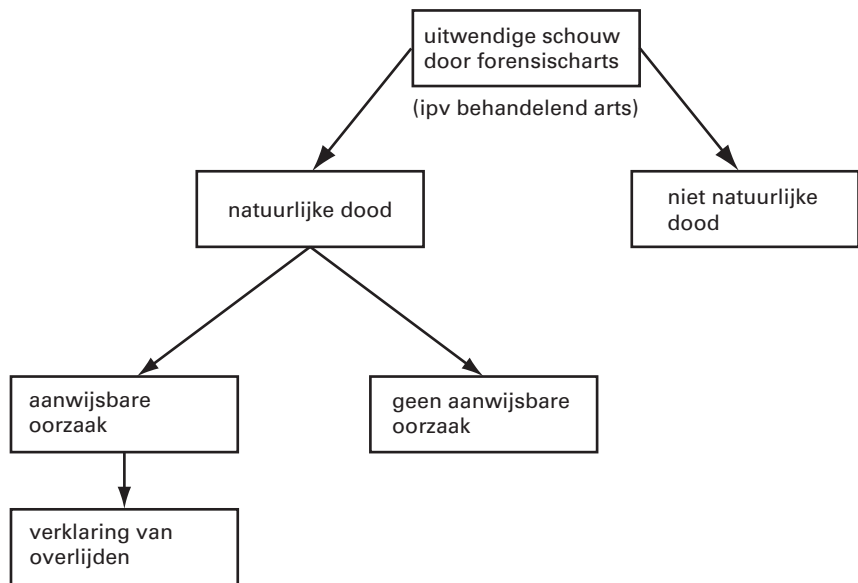 uitwendige schouw
door forensischarts
(ipv behandelend arts)
natuurlijke dood
niet natuurlijke
dood
aanwijsbare
oorzaak
geen aanwijsbare
oorzaak
verklaring van
overlijden